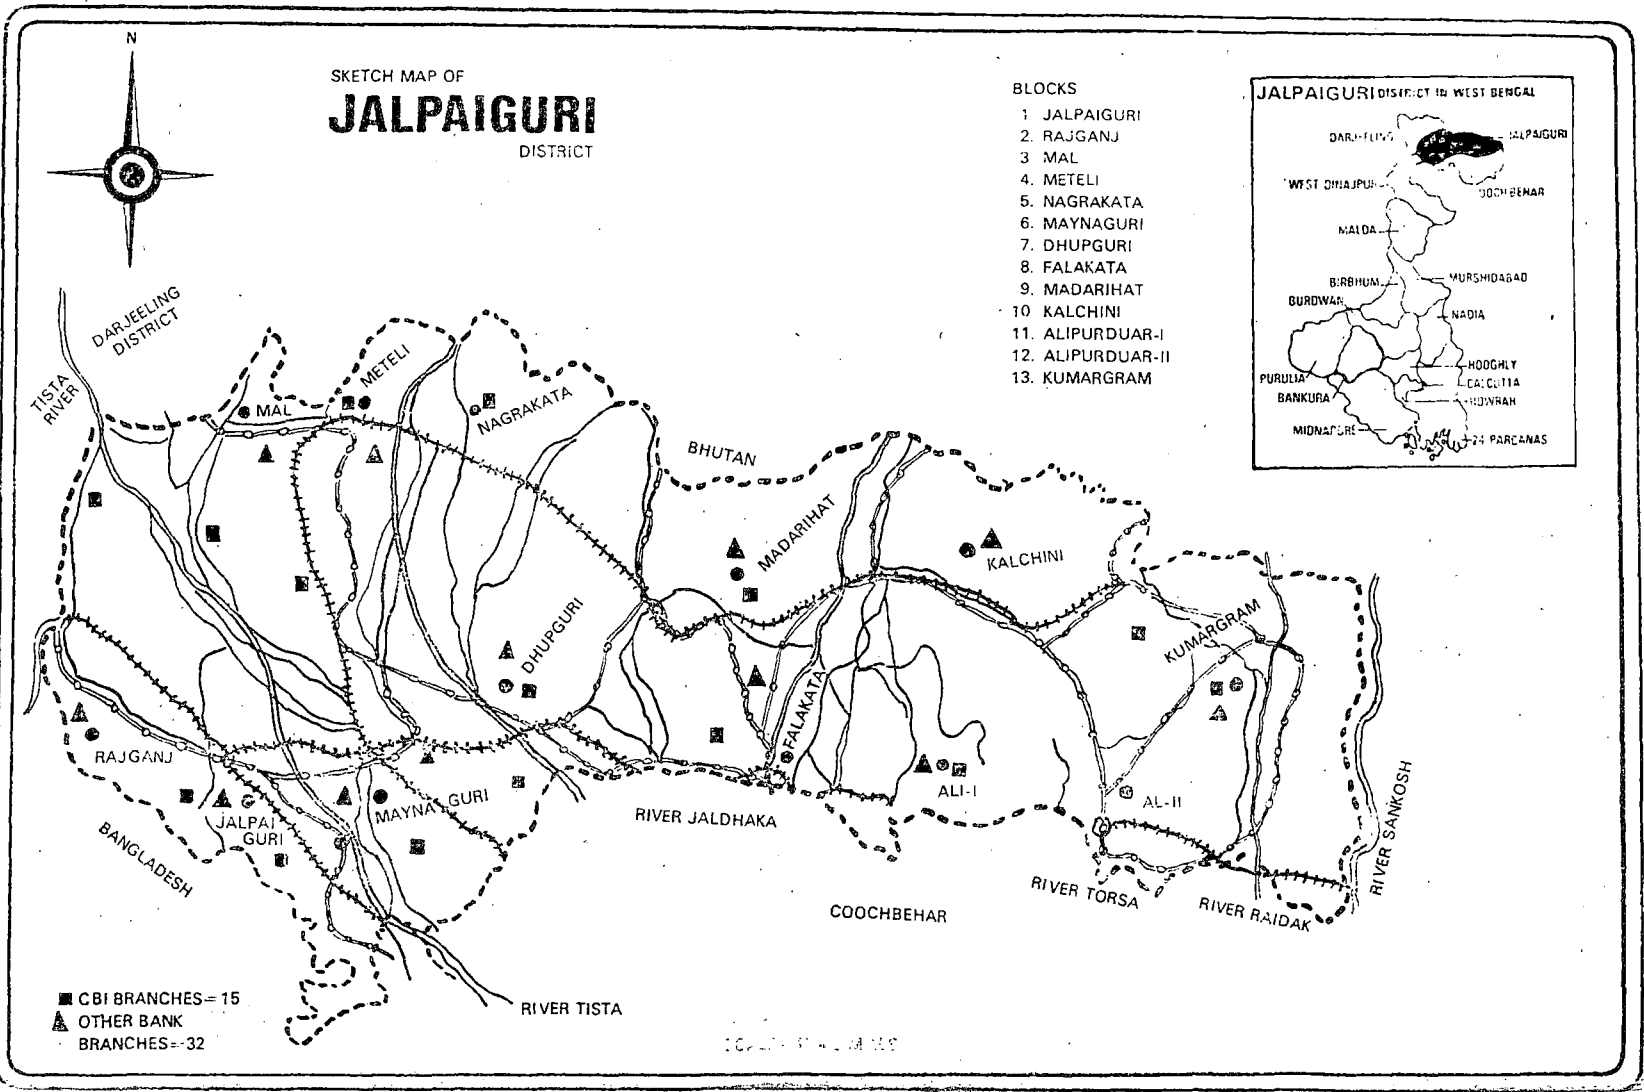 N
SKETCH MAP OF
JALPAIGURI
DISTRICT
BLOCKS
1 JALPAIGURI
2. RAJGANJ
3 MAL
4. METELI
5. NAGRAKATA
6. MAYNAGURI
7. DHUPGURI
8. FALAKATA
9. MADARIHAT
10 KALCHINI
11. ALIPURDUAR-I
12. ALIPURDUAR-II
13. KUMARGRAM
JALPAIGURI DISTRICT IN WEST BENGAL
DARJEELING
JALPAIGURI
WEST DINAJPUR
COOCH BEHAR
MALDA
BIRBHUM
MURSHIDABAD
BURDWAN
NADIA
HOOGHLY
PURULIA
CALCUTTA
BANKURA
HOWRAH
MIDNAPORE
24 PARGANAS
DARJEELING
DISTRICT
TISTA
RIVER
MAL
METELI
NAGRAKATA
BHUTAN
MADARIHAT
KALCHINI
KUMARGRAM
DHUPGURI
FALAKATA
RAJGANJ
MAYNA GURI
JALPAI
GURI
ALI-I
AL-II
BANGLADESH
RIVER JALDHAKA
COOCHBEHAR
RIVER TORSA
RIVER RAIDAK
RIVER SANKOSH
RIVER TISTA
CBI BRANCHES=15
OTHER BANK
BRANCHES=32